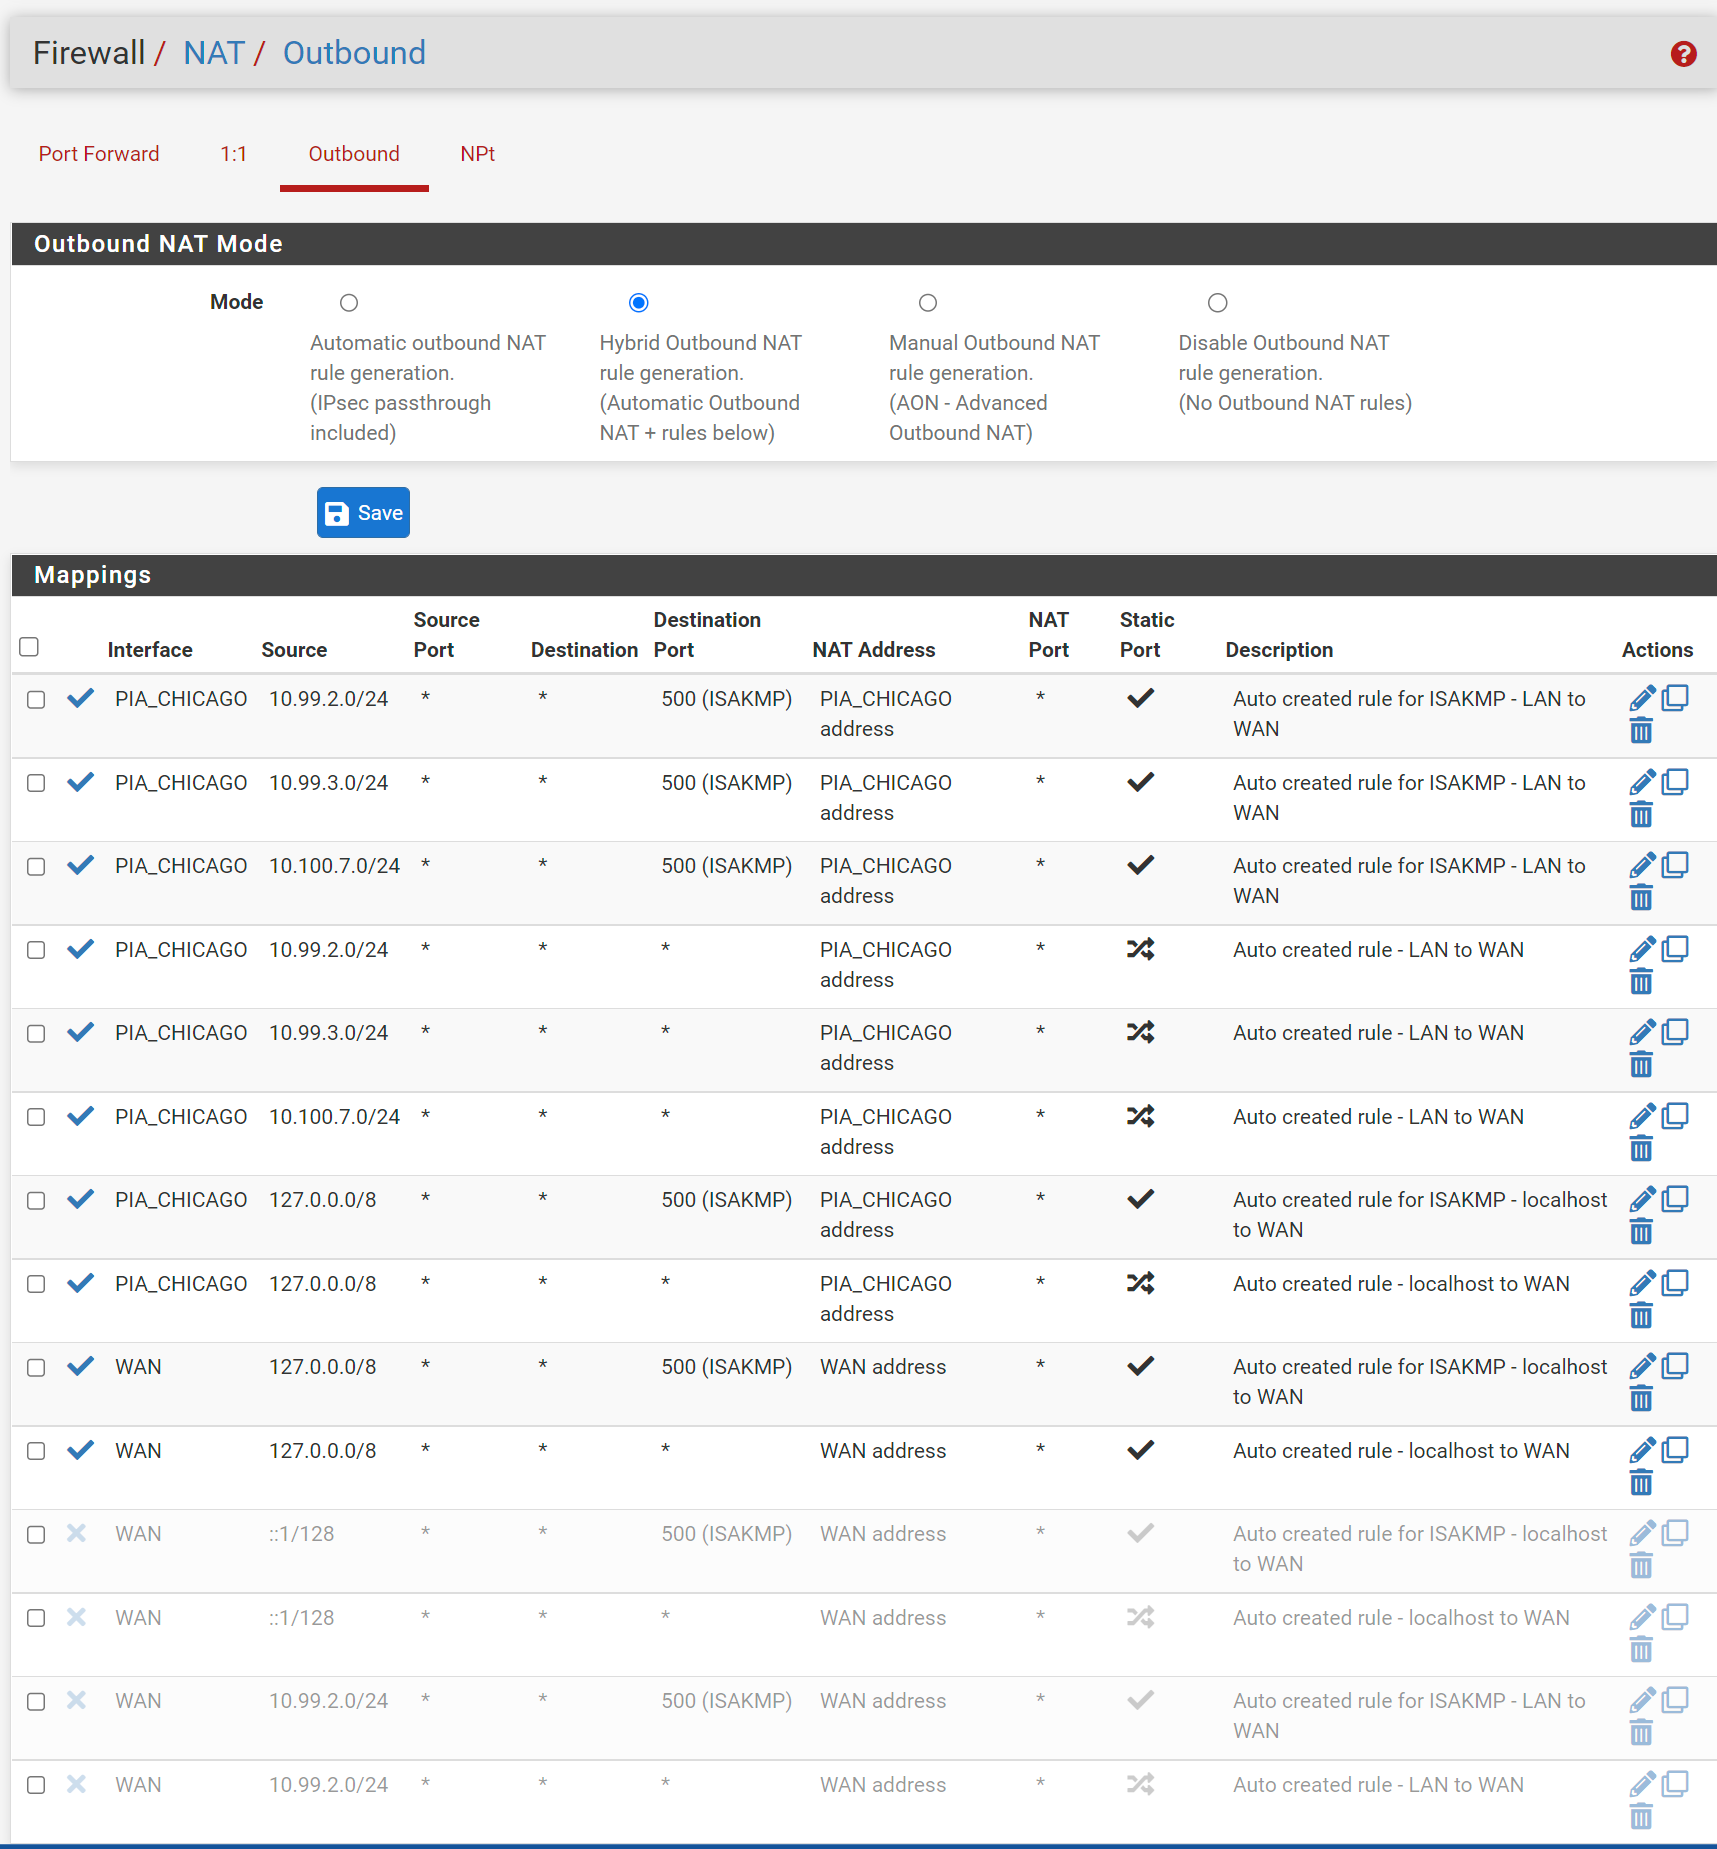 Firewall / NAT / Outbound
Port Forward 1:1 Outbound NPt
Outbound NAT Mode
Mode
Automatic outbound NAT
rule generation.
(IPsec passthrough
included)
Hybrid Outbound NAT
rule generation.
(Automatic Outbound
NAT + rules below)
Manual Outbound NAT
rule generation.
(AON - Advanced
Outbound NAT)
Disable Outbound NAT
rule generation.
(No Outbound NAT rules)
Save
Mappings
Interface Source Source Port Destination Destination Port NAT Address NAT Port Static Port Description Actions
PIA_CHICAGO 10.99.2.0/24 * * 500 (ISAKMP) PIA_CHICAGO address * Auto created rule for ISAKMP - LAN to WAN
PIA_CHICAGO 10.99.3.0/24 * * 500 (ISAKMP) PIA_CHICAGO address * Auto created rule for ISAKMP - LAN to WAN
PIA_CHICAGO 10.100.7.0/24 * * 500 (ISAKMP) PIA_CHICAGO address * Auto created rule for ISAKMP - LAN to WAN
PIA_CHICAGO 10.99.2.0/24 * * * PIA_CHICAGO address * Auto created rule - LAN to WAN
PIA_CHICAGO 10.99.3.0/24 * * * PIA_CHICAGO address * Auto created rule - LAN to WAN
PIA_CHICAGO 10.100.7.0/24 * * * PIA_CHICAGO address * Auto created rule - LAN to WAN
PIA_CHICAGO 127.0.0.0/8 * * 500 (ISAKMP) PIA_CHICAGO address * Auto created rule for ISAKMP - localhost to WAN
PIA_CHICAGO 127.0.0.0/8 * * * PIA_CHICAGO address * Auto created rule - localhost to WAN
WAN 127.0.0.0/8 * * 500 (ISAKMP) WAN address * Auto created rule for ISAKMP - localhost to WAN
WAN 127.0.0.0/8 * * * WAN address * Auto created rule - localhost to WAN
WAN ::1/128 * * 500 (ISAKMP) WAN address * Auto created rule for ISAKMP - localhost to WAN
WAN ::1/128 * * * WAN address * Auto created rule - localhost to WAN
WAN 10.99.2.0/24 * * 500 (ISAKMP) WAN address * Auto created rule for ISAKMP - LAN to WAN
WAN 10.99.2.0/24 * * * WAN address * Auto created rule - LAN to WAN